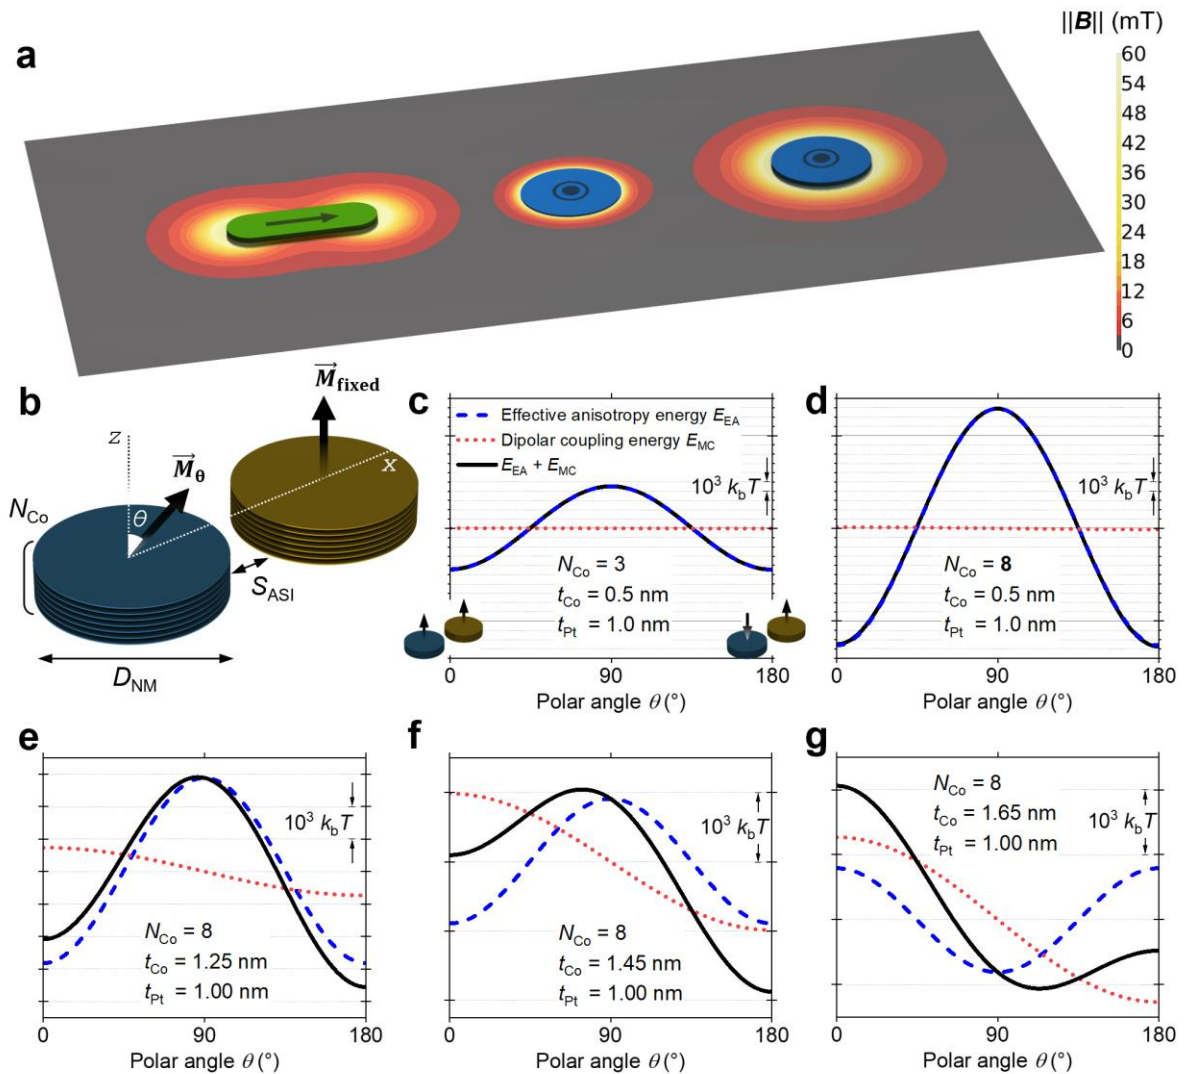 a
||B|| (mT)
60
54
48
42
36
30
24
18
12
6
0
b
z
M⃗θ
θ
M⃗fixed
x
NCo
SASI
DNM
c
Effective anisotropy energy EEA
Dipolar coupling energy EMC
EEA + EMC
10³ kbT
NCo = 3
tCo = 0.5 nm
tPt = 1.0 nm
0 90 180
Polar angle θ (°)
d
10³ kbT
NCo = 8
tCo = 0.5 nm
tPt = 1.0 nm
0 90 180
Polar angle θ (°)
e
10³ kbT
NCo = 8
tCo = 1.25 nm
tPt = 1.00 nm
0 90 180
Polar angle θ (°)
f
10³ kbT
NCo = 8
tCo = 1.45 nm
tPt = 1.00 nm
0 90 180
Polar angle θ (°)
g
NCo = 8
tCo = 1.65 nm
tPt = 1.00 nm
10³ kbT
0 90 180
Polar angle θ (°)